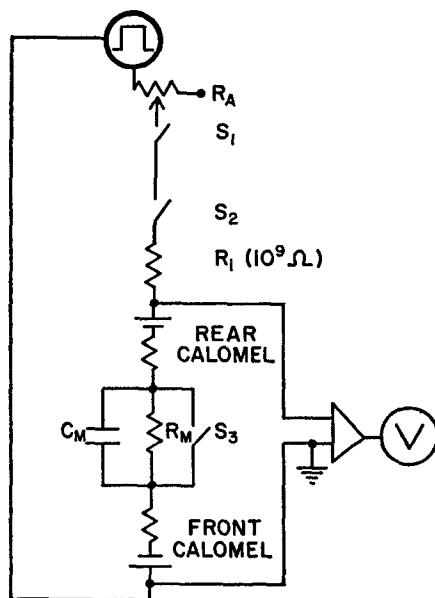 R_A
S_1
S_2
R_1 (10^9 Ω)
REAR
CALOMEL
C_M
R_M
S_3
V
FRONT
CALOMEL